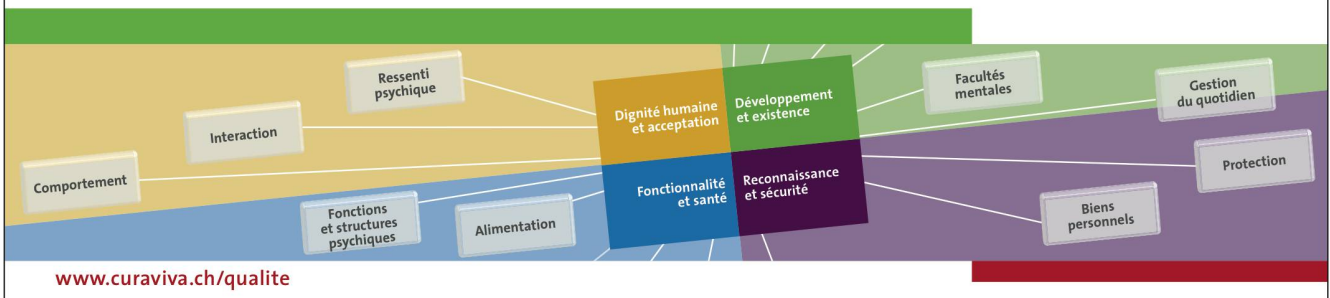 Ressenti
psychique
Interaction
Comportement
Dignité humaine
et acceptation
Développement
et existence
Facultés
mentales
Gestion
du quotidien
Protection
Fonctions
et structures
psychiques
Alimentation
Fonctionnalité
et santé
Reconnaissance
et sécurité
Biens
personnels
www.curaviva.ch/qualite